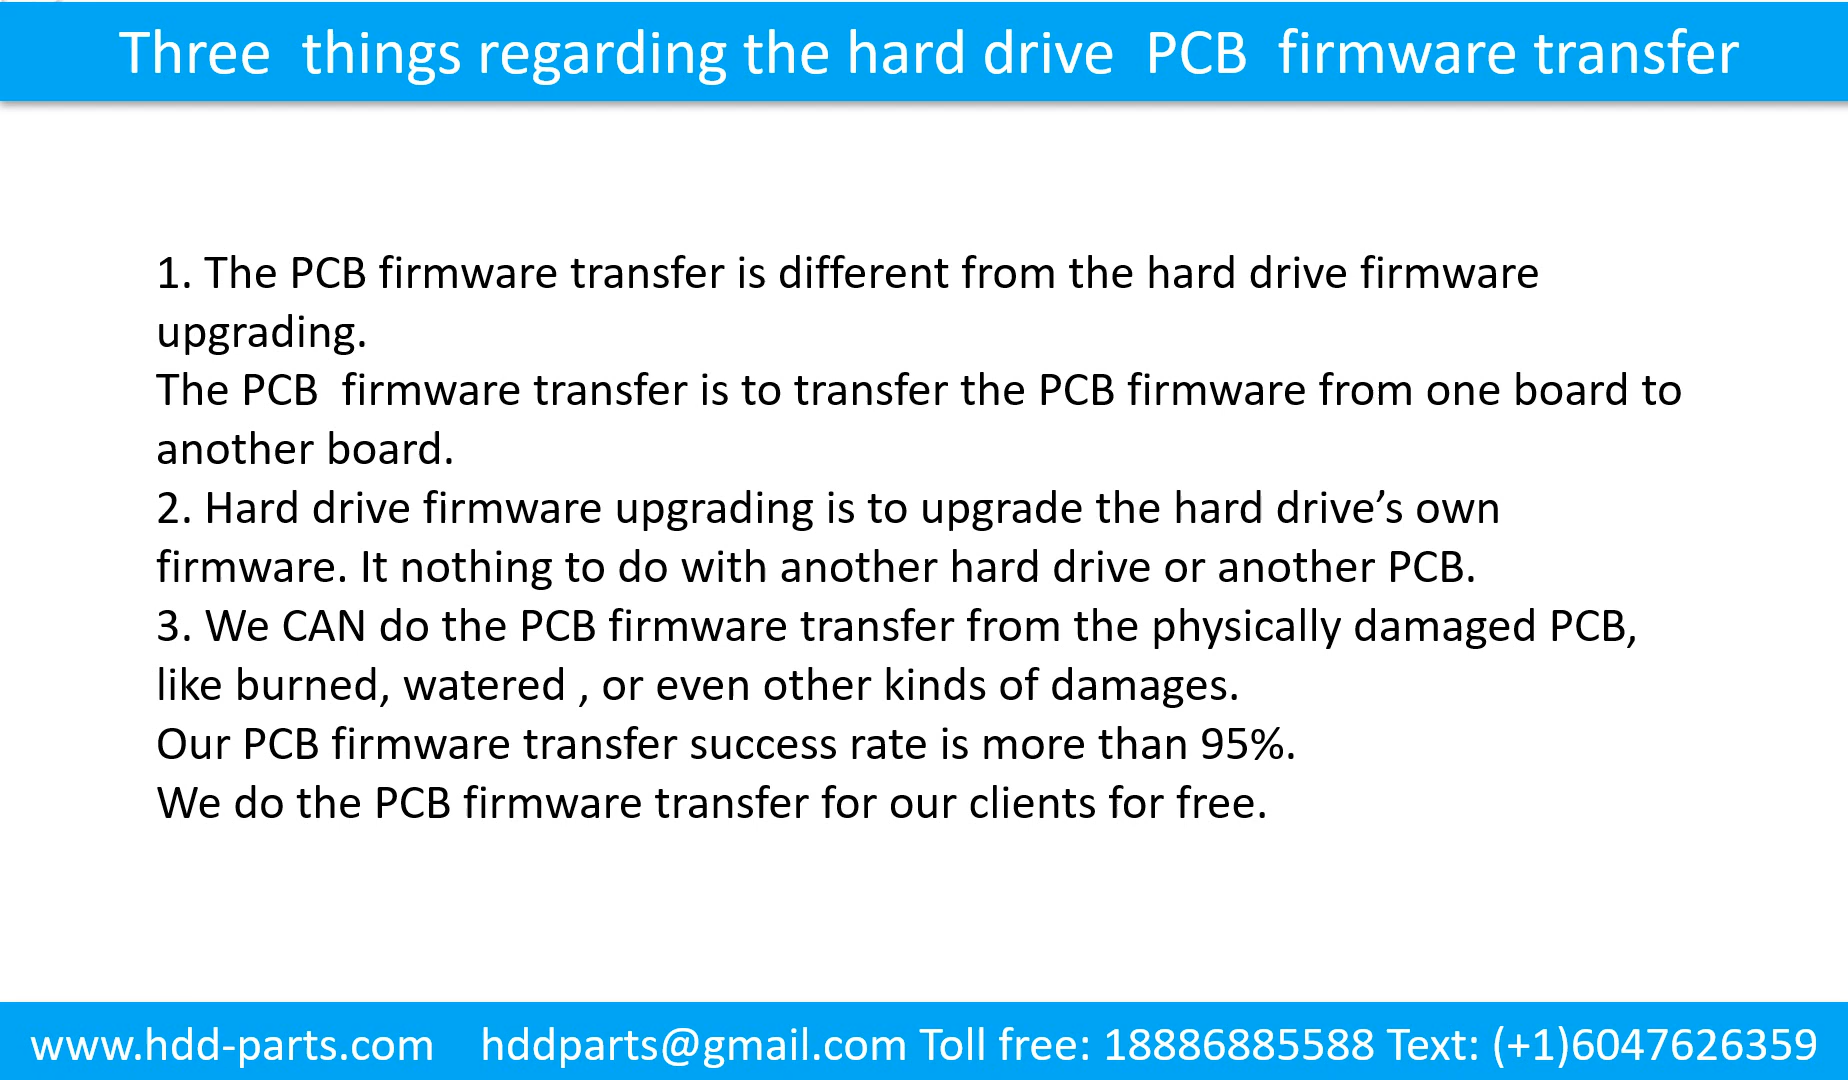 Three  things regarding the hard drive  PCB  firmware transfer
1. The PCB firmware transfer is different from the hard drive firmware
upgrading.
The PCB  firmware transfer is to transfer the PCB firmware from one board to
another board.
2. Hard drive firmware upgrading is to upgrade the hard drive’s own
firmware. It nothing to do with another hard drive or another PCB.
3. We CAN do the PCB firmware transfer from the physically damaged PCB,
like burned, watered , or even other kinds of damages.
Our PCB firmware transfer success rate is more than 95%.
We do the PCB firmware transfer for our clients for free.
www.hdd-parts.com    hddparts@gmail.com Toll free: 18886885588 Text: (+1)6047626359